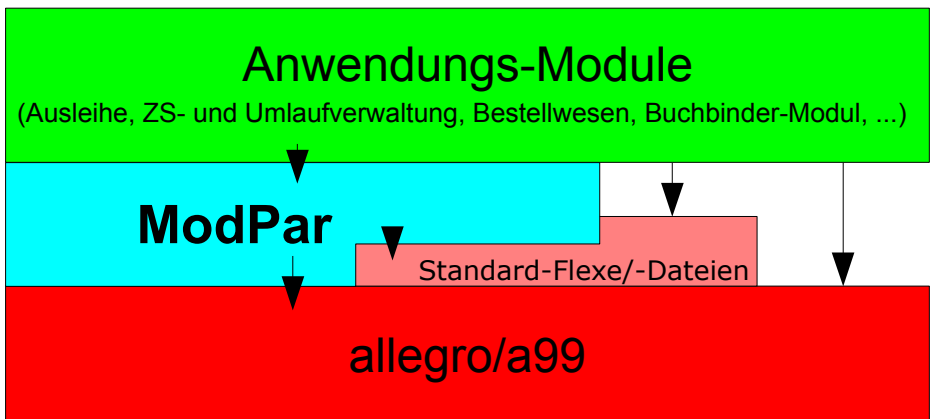 Anwendungs-Module
(Ausleihe, ZS- und Umlaufverwaltung, Bestellwesen, Buchbinder-Modul, ...)
ModPar
Standard-Flexe/-Dateien
allegro/a99